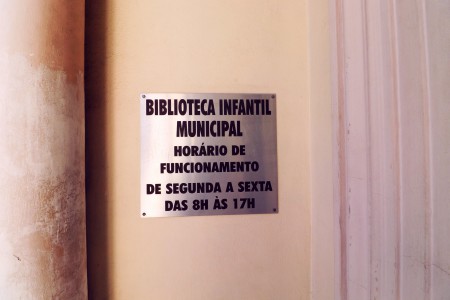 BIBLIOTECA INFANTIL
MUNICIPAL
HORÁRIO DE
FUNCIONAMENTO
DE SEGUNDA A SEXTA
DAS 8H ÀS 17H